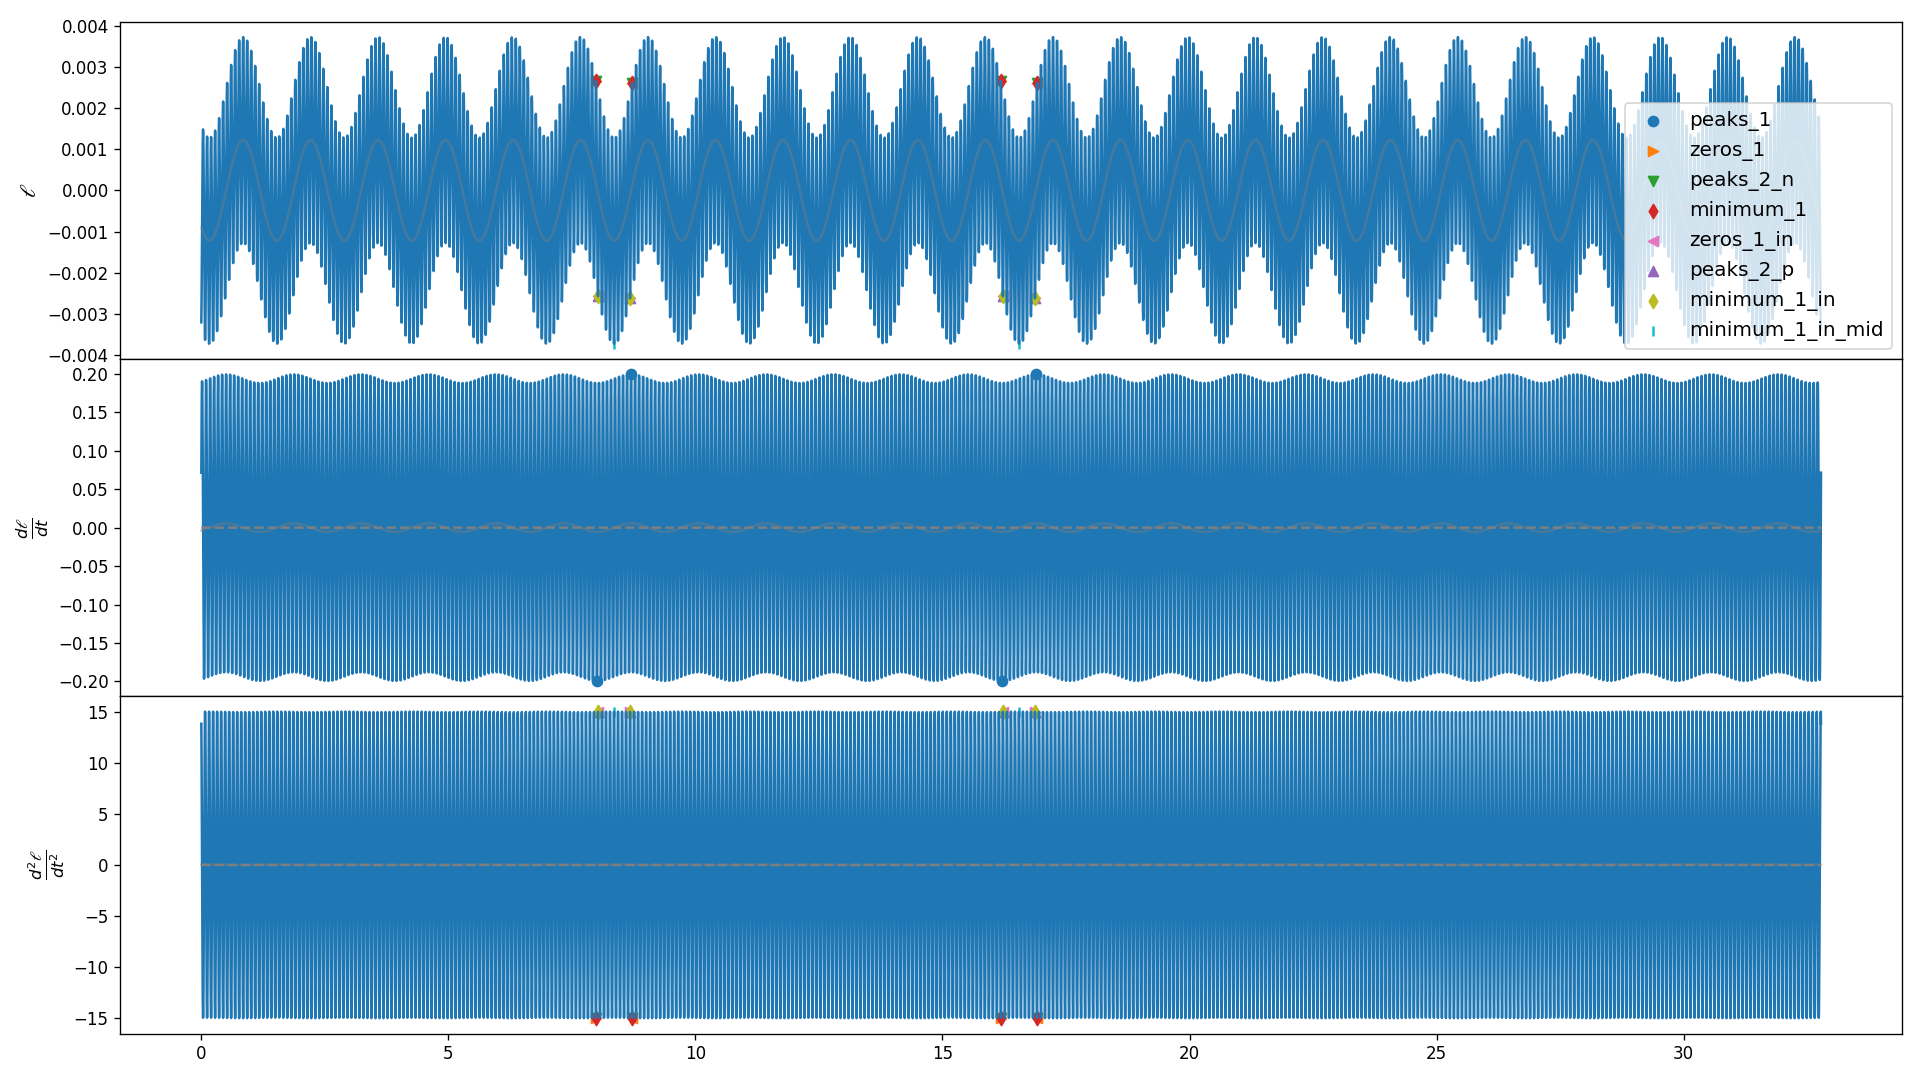 0.004
0.003
0.002
0.001
0.000
−0.001
−0.002
−0.003
−0.004
ℓ
peaks_1
zeros_1
peaks_2_n
minimum_1
zeros_1_in
peaks_2_p
minimum_1_in
minimum_1_in_mid
0.20
0.15
0.10
0.05
0.00
−0.05
−0.10
−0.15
−0.20
dℓ
dt
15
10
5
0
−5
−10
−15
d²ℓ
dt²
0 5 10 15 20 25 30